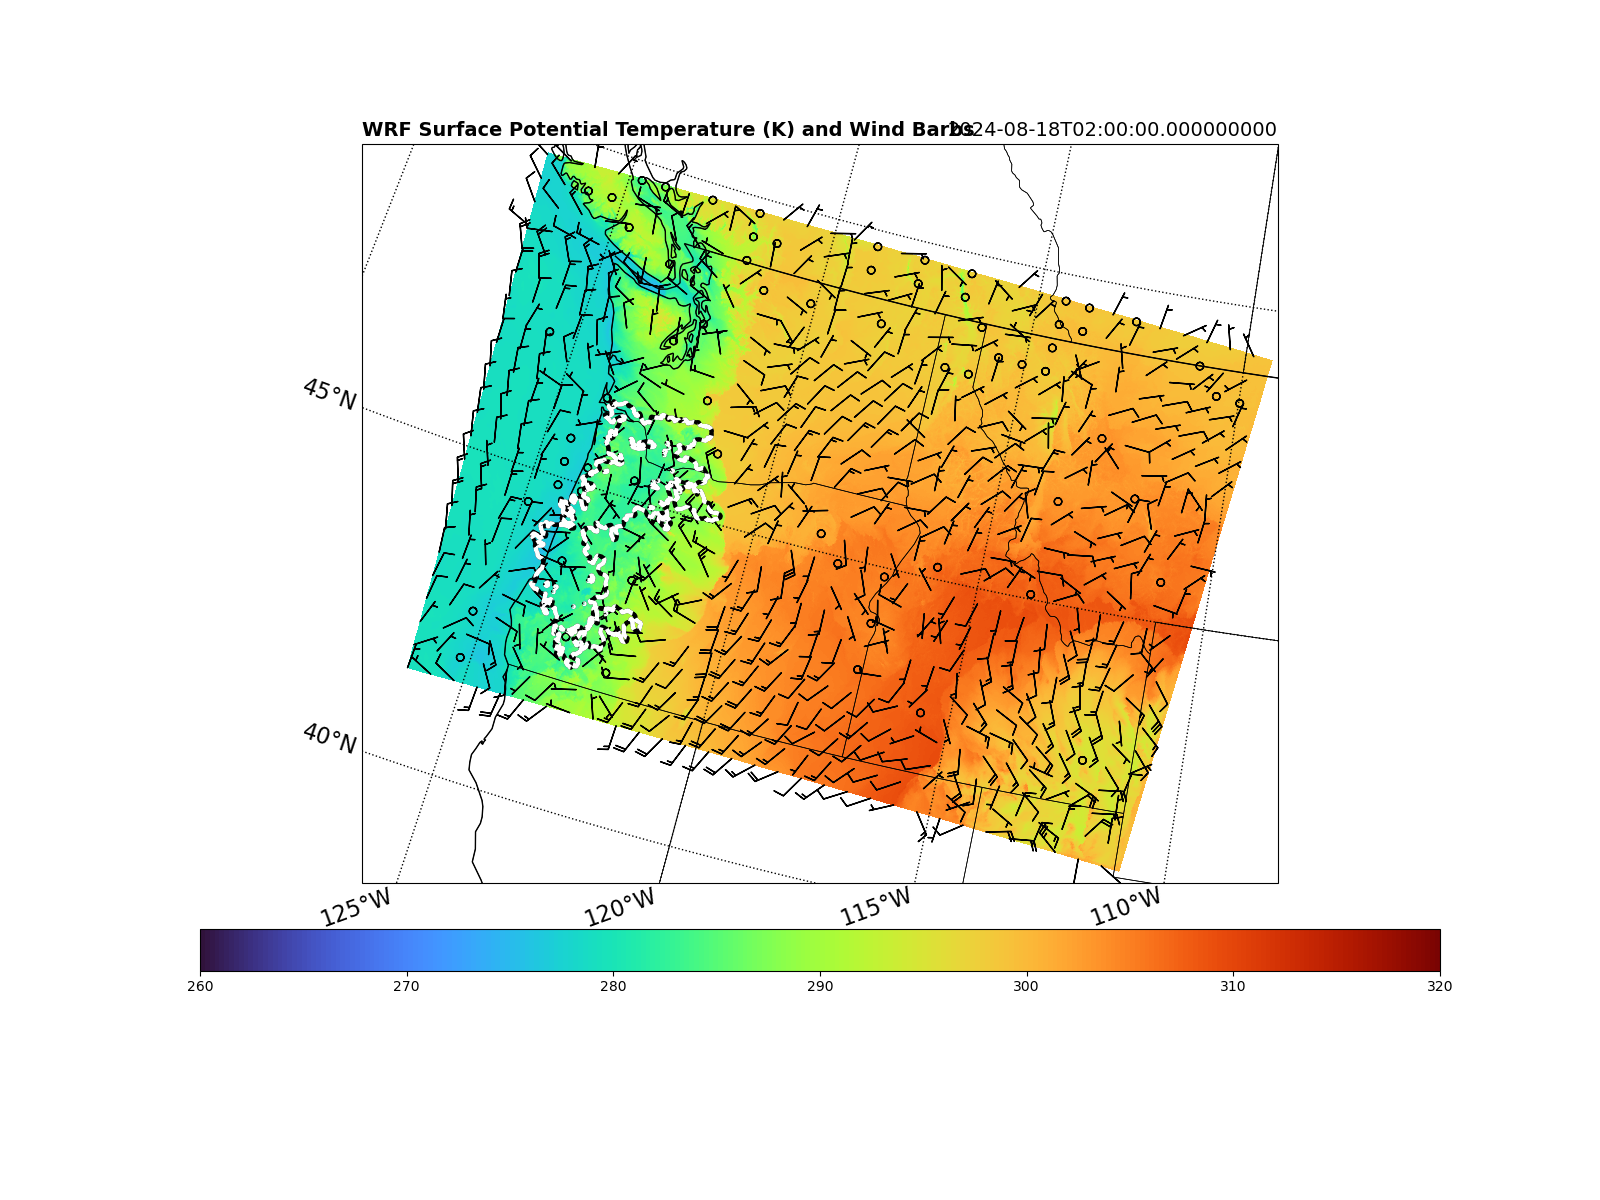 WRF Surface Potential Temperature (K) and Wind Barbs 2024-08-18T02:00:00.000000000
45°N
40°N
125°W 120°W 115°W 110°W
260 270 280 290 300 310 320